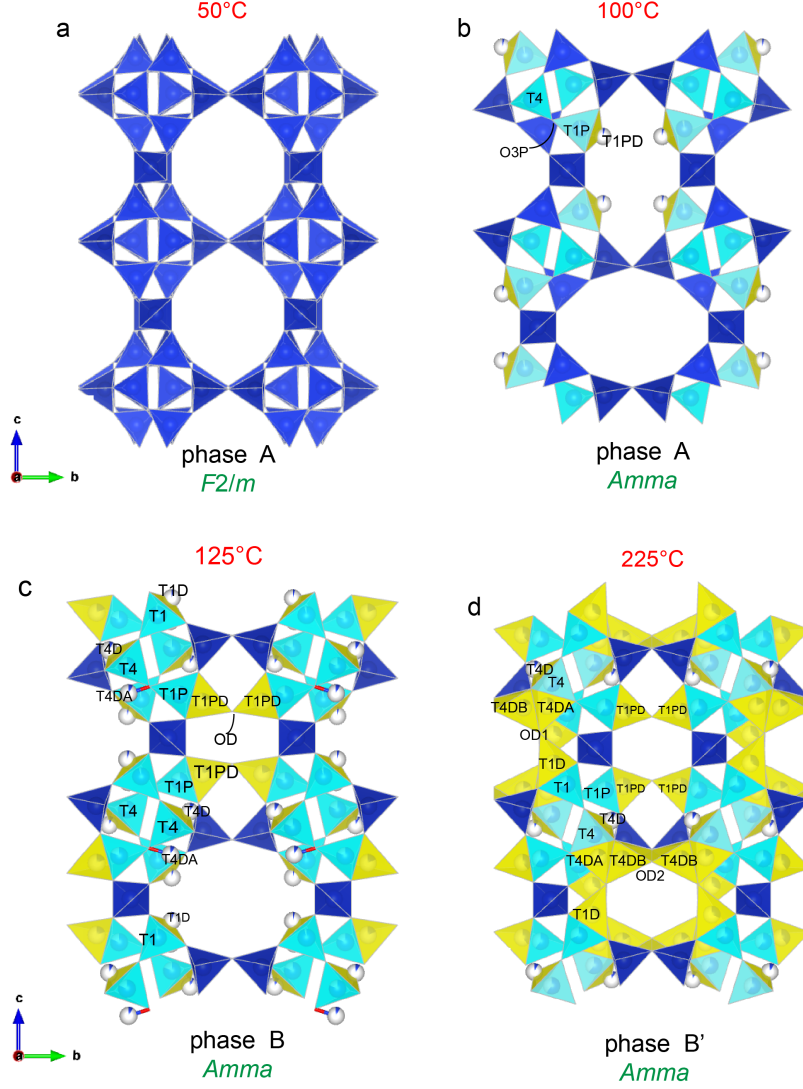 50°C
100°C
a
b
T4
T1P
T1PD
O3P
c
a
b
phase A
F2/m
phase A
Amma
125°C
225°C
c
d
T1D
T1
T4D
T4
T4DA
T1P
T1PD
T1PD
OD
T1PD
T1P
T4
T4D
T4
T4DA
T1D
T1
T4D
T4
T4DB
T4DA
T1PD
T1PD
OD1
T1D
T1
T1P
T1PD
T1PD
T4D
T4
T4DA
T4DB
T4DB
OD2
T1D
c
a
b
phase B
Amma
phase B’
Amma